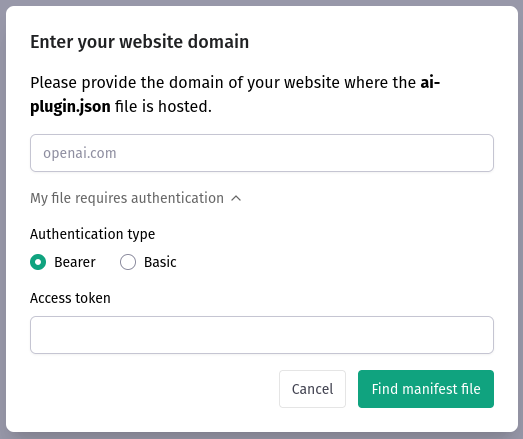 Enter your website domain
Please provide the domain of your website where the ai-
plugin.json file is hosted.
openai.com
My file requires authentication
Authentication type
Bearer Basic
Access token
Cancel Find manifest file